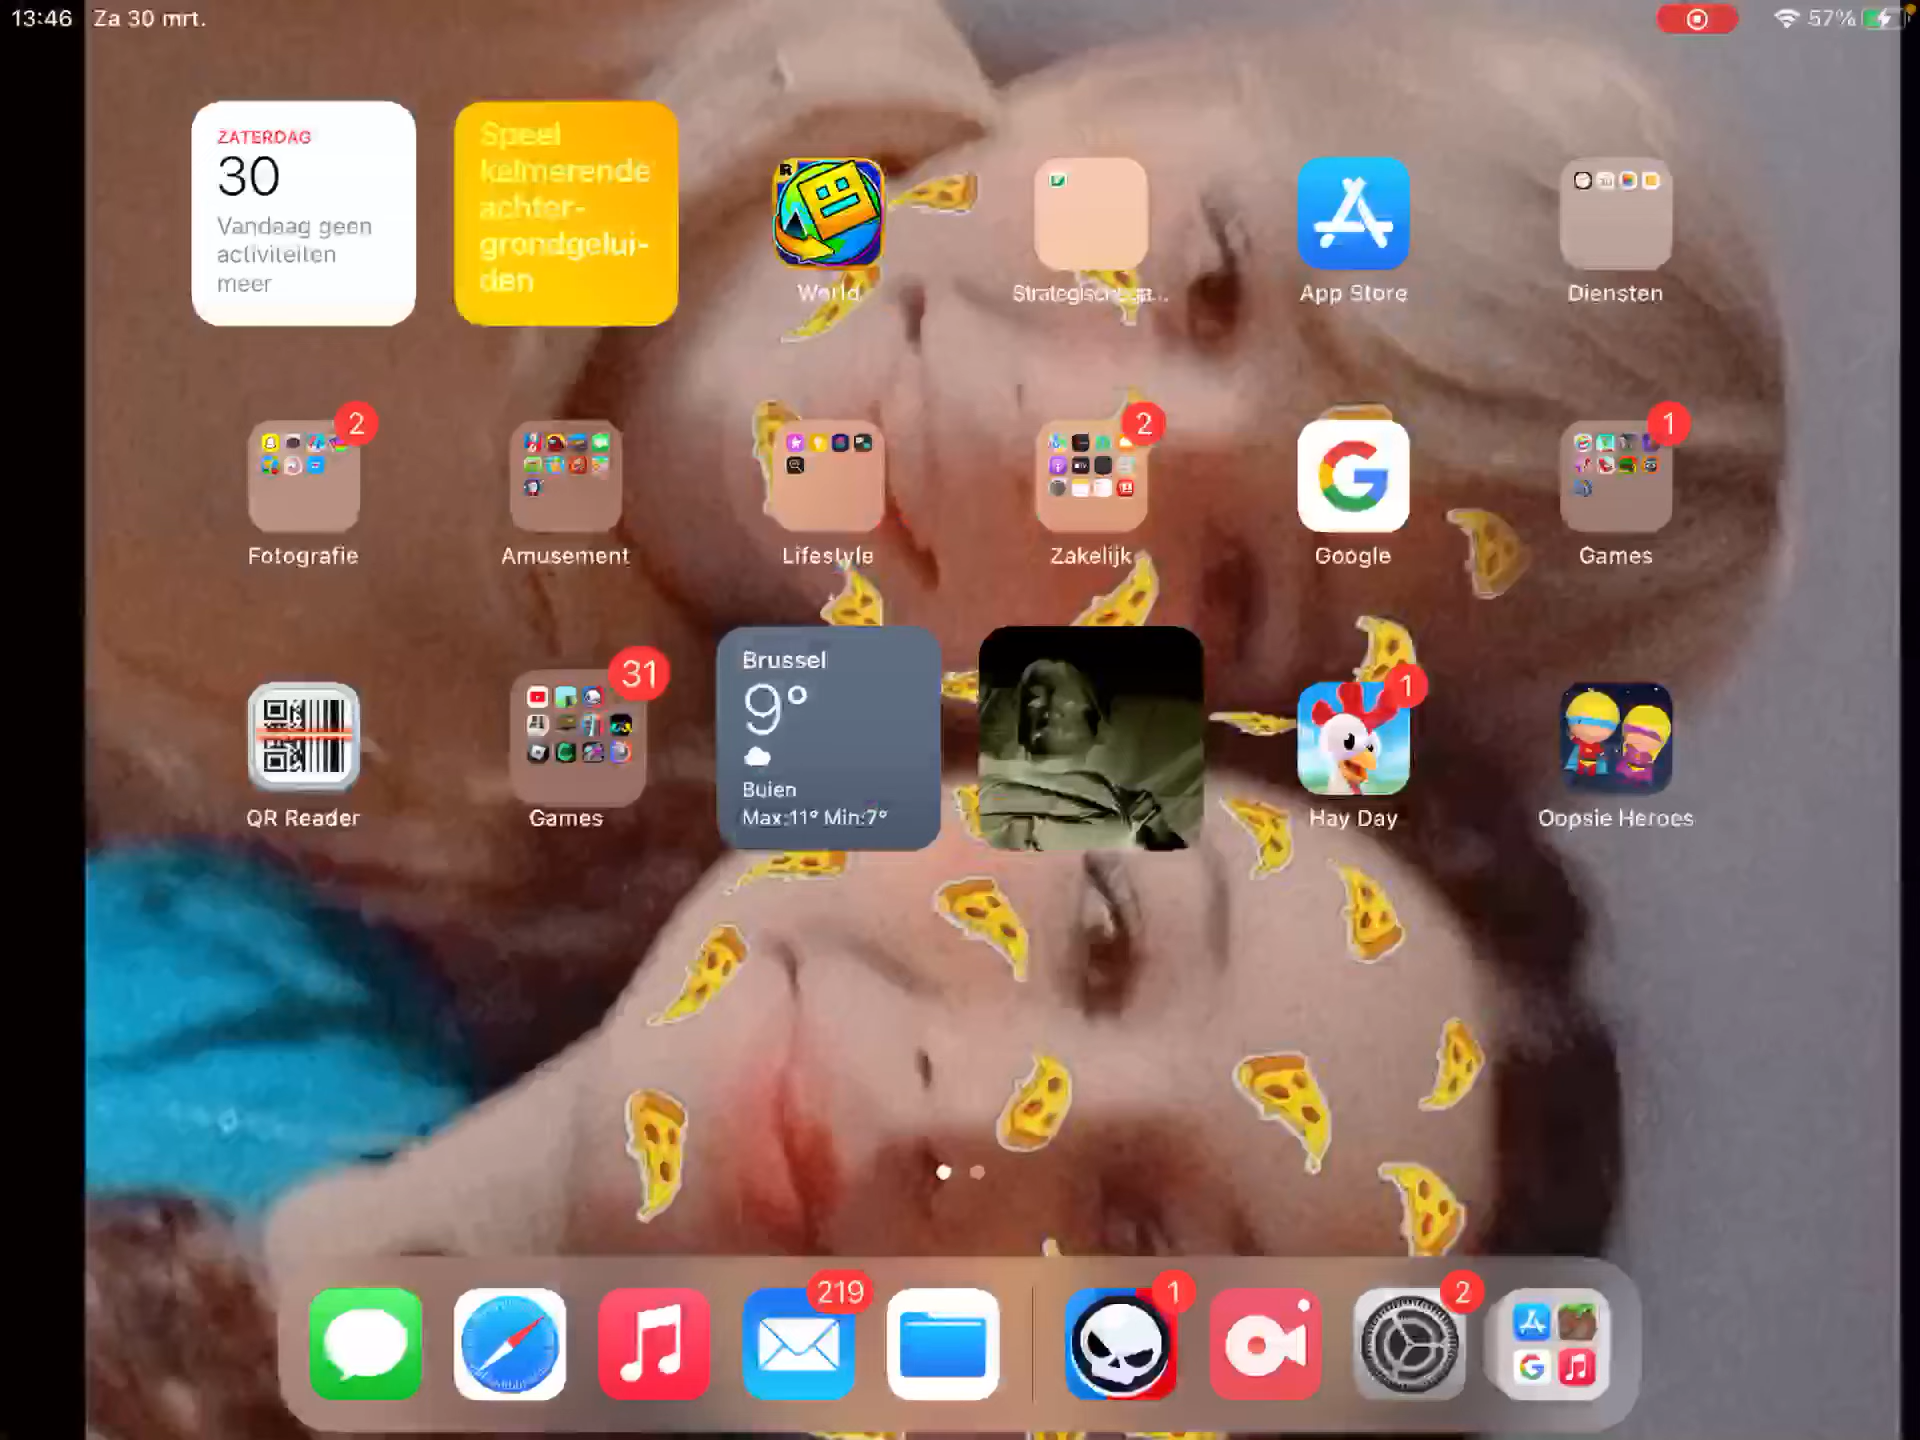 13:46 Za 30 mrt.
57%
ZATERDAG
30
Vandaag geen
activiteiten
meer
Speel
kalmerende
achter-
grondgelui-
den
World
App Store
Diensten
2
2
1
Fotografie
Amusement
Lifestyle
Zakelijk
Google
Games
31
Brussel
9°
Buien
Max:11° Min:7°
1
QR Reader
Games
Hay Day
Oopsie Heroes
219
1
2